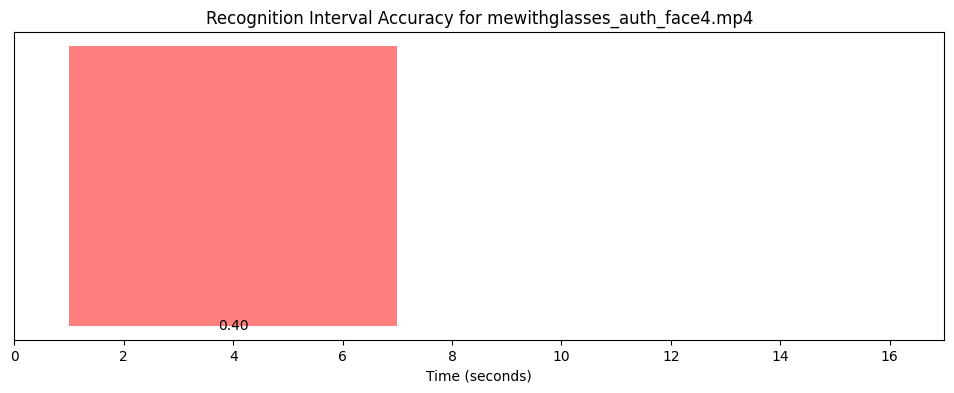 Recognition Interval Accuracy for mewithglasses_auth_face4.mp4
0.40
0 2 4 6 8 10 12 14 16
Time (seconds)